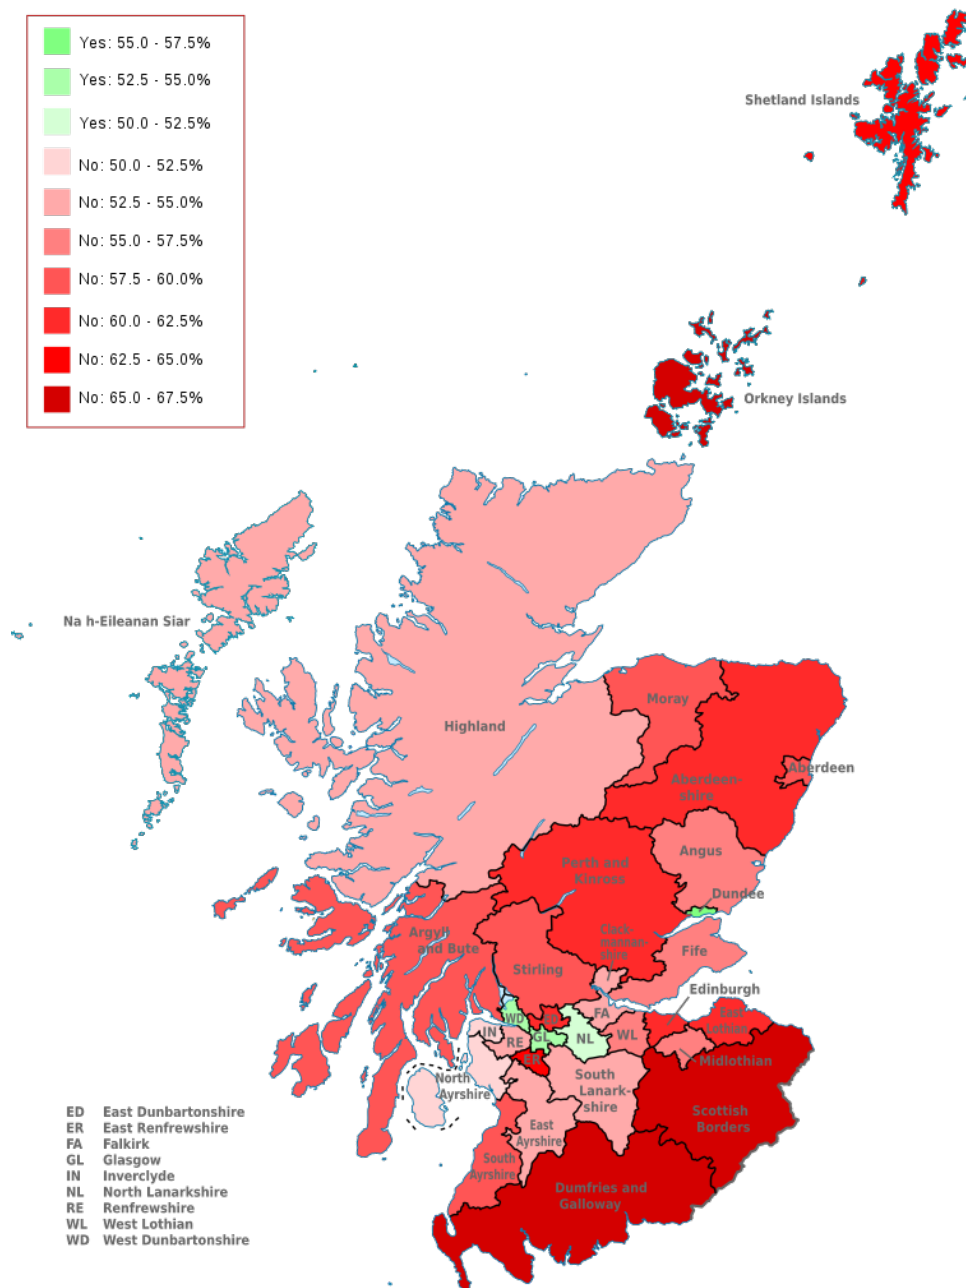 Yes: 55.0 - 57.5%
Yes: 52.5 - 55.0%
Yes: 50.0 - 52.5%
No: 50.0 - 52.5%
No: 52.5 - 55.0%
No: 55.0 - 57.5%
No: 57.5 - 60.0%
No: 60.0 - 62.5%
No: 62.5 - 65.0%
No: 65.0 - 67.5%
Shetland Islands
Orkney Islands
Na h-Eileanan Siar
Highland
Moray
Aberdeen
Aberdeen-
shire
Angus
Perth and
Kinross
Dundee
Argyll
and Bute
Clack-
mannan-
shire
Fife
Stirling
Edinburgh
WD
ED
FA
East
Lothian
IN
RE
GL
NL
WL
ER
Midlothian
North
Ayrshire
South
Lanark-
shire
Scottish
Borders
East
Ayrshire
South
Ayrshire
Dumfries and
Galloway
ED East Dunbartonshire
ER East Renfrewshire
FA Falkirk
GL Glasgow
IN Inverclyde
NL North Lanarkshire
RE Renfrewshire
WL West Lothian
WD West Dunbartonshire